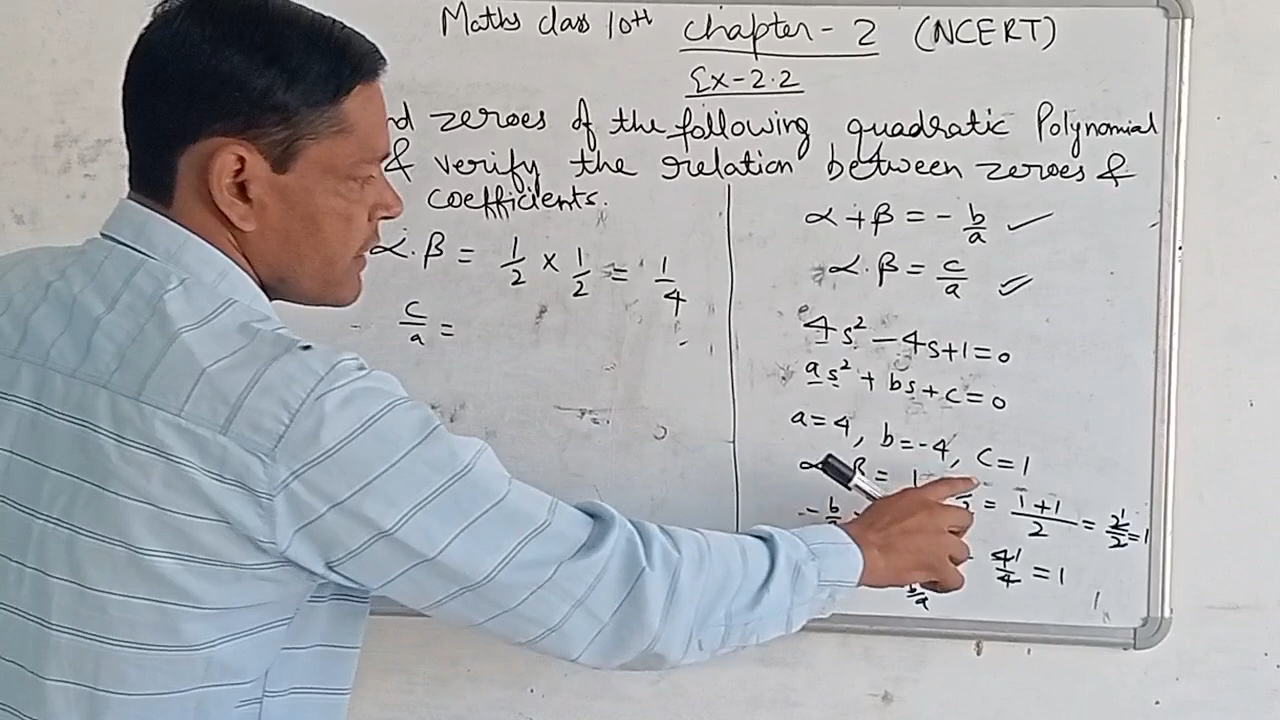 Maths class 10th Chapter - 2 (NCERT)
Ex-2.2
zeroes of the following quadratic Polynomial
& verify the relation between zeroes &
coefficients.
α.β = 1/2 × 1/2 = 1/4
c/a =
α + β = - b/a ✓
α.β = c/a ✓
4s² - 4s + 1 = 0
as² + bs + c = 0
a = 4, b = -4, c = 1
β = 1 = 1+1/2 = 2/2 = 1
- b/a
4/4 = 1